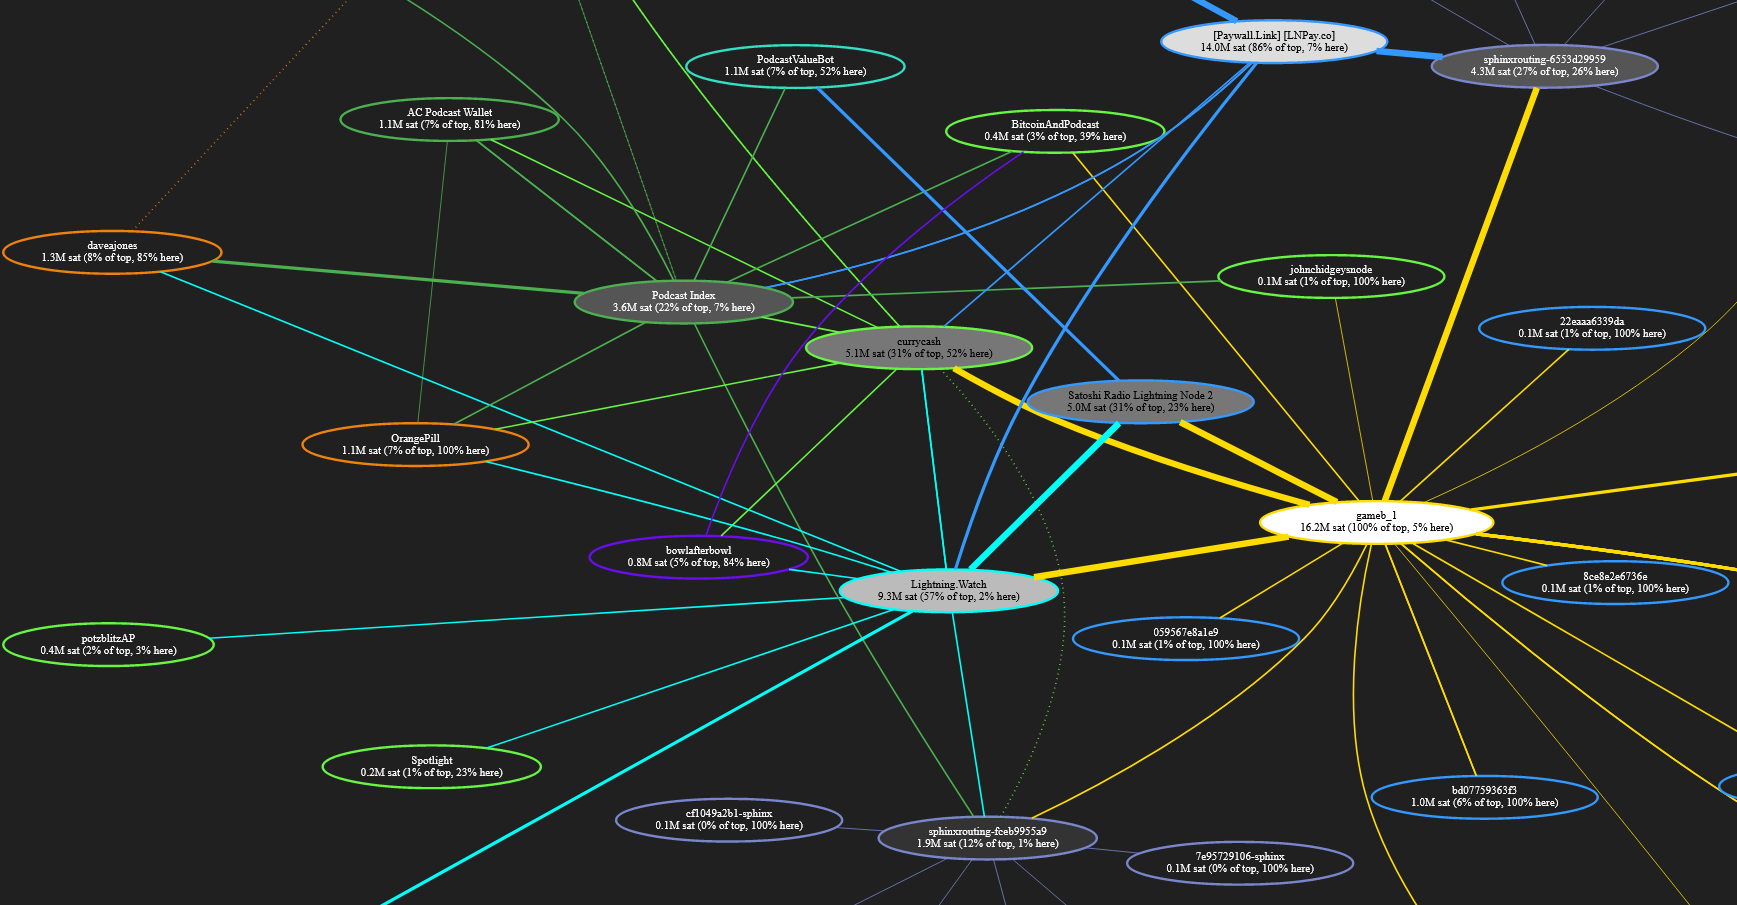 [Paywall.Link] [LNPay.co]
14.0M sat (86% of top, 7% here)
PodcastValueBot
1.1M sat (7% of top, 52% here)
sphinxrouting-6553d29959
4.3M sat (27% of top, 26% here)
AC Podcast Wallet
1.1M sat (7% of top, 81% here)
BitcoinAndPodcast
0.4M sat (3% of top, 39% here)
daveajones
1.3M sat (8% of top, 85% here)
johnchidgeysnode
0.1M sat (1% of top, 100% here)
Podcast Index
3.6M sat (22% of top, 7% here)
22eaaa6339da
0.1M sat (1% of top, 100% here)
currycash
5.1M sat (31% of top, 52% here)
Satoshi Radio Lightning Node 2
5.0M sat (31% of top, 23% here)
OrangePill
1.1M sat (7% of top, 100% here)
gameb_1
16.2M sat (100% of top, 5% here)
bowlafterbowl
0.8M sat (5% of top, 84% here)
Lightning.Watch
9.3M sat (57% of top, 2% here)
8ce8e2e6736e
0.1M sat (1% of top, 100% here)
059567e8a1e9
0.1M sat (1% of top, 100% here)
potzblitzAP
0.4M sat (2% of top, 3% here)
Spotlight
0.2M sat (1% of top, 23% here)
bd07759363f3
1.0M sat (6% of top, 100% here)
cf1049a2b1-sphinx
0.1M sat (0% of top, 100% here)
sphinxrouting-fceb9955a9
1.9M sat (12% of top, 1% here)
7e95729106-sphinx
0.1M sat (0% of top, 100% here)